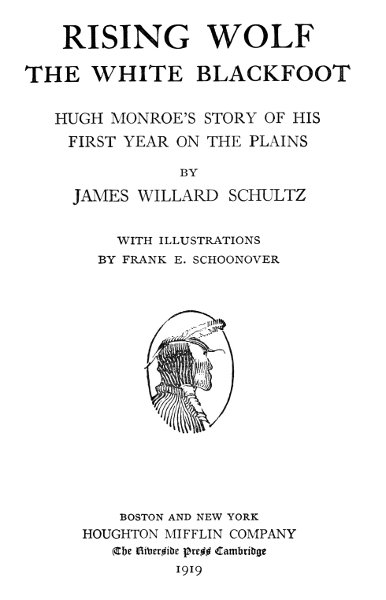 RISING WOLF
THE WHITE BLACKFOOT
HUGH MONROE'S STORY OF HIS
FIRST YEAR ON THE PLAINS
BY
JAMES WILLARD SCHULTZ
WITH ILLUSTRATIONS
BY FRANK E. SCHOONOVER
BOSTON AND NEW YORK
HOUGHTON MIFFLIN COMPANY
The Riverside Press Cambridge
1919